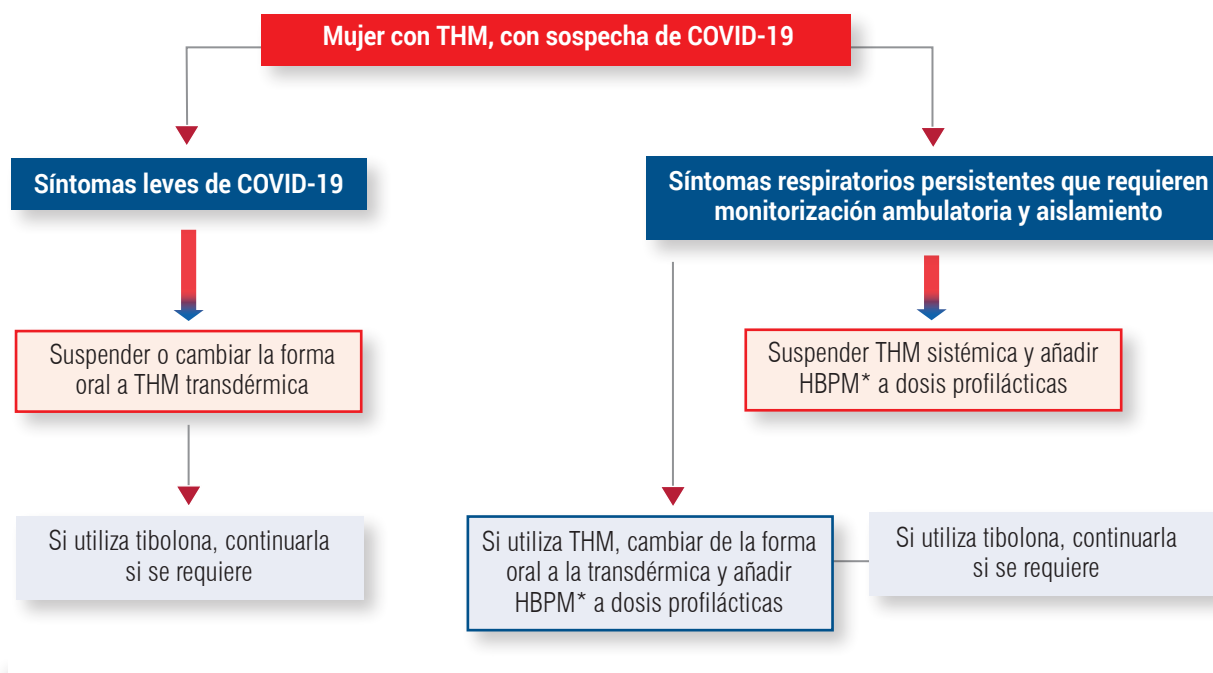 Mujer con THM, con sospecha de COVID-19
Síntomas leves de COVID-19
Suspender o cambiar la forma
oral a THM transdérmica
Si utiliza tibolona, continuarla
si se requiere
Síntomas respiratorios persistentes que requieren
monitorización ambulatoria y aislamiento
Suspender THM sistémica y añadir
HBPM* a dosis profilácticas
Si utiliza THM, cambiar de la forma
oral a la transdérmica y añadir
HBPM* a dosis profilácticas
Si utiliza tibolona, continuarla
si se requiere